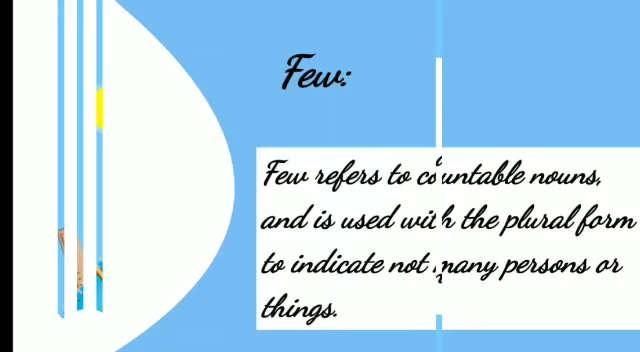 Few:
Few refers to countable nouns,
and is used with the plural form
to indicate not many persons or
things.